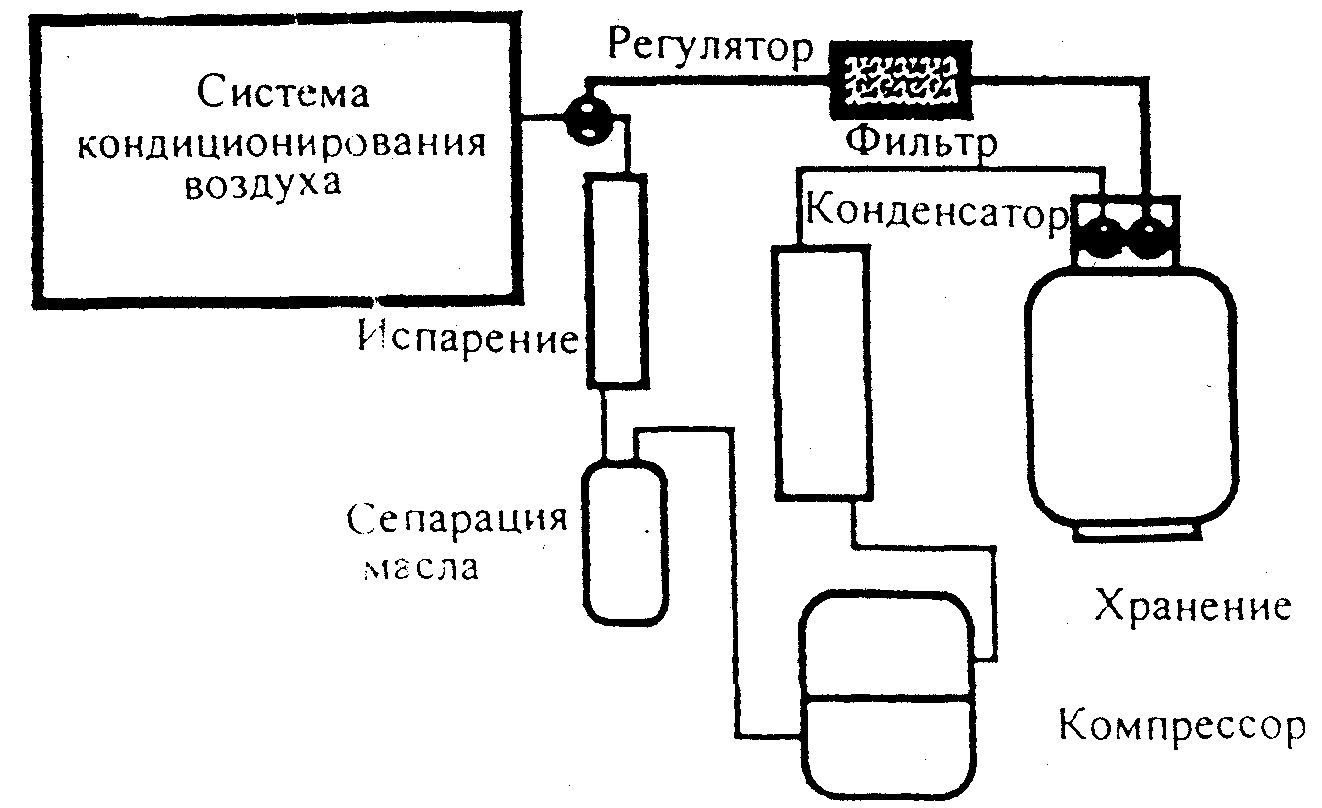 Регулятор
Система
кондиционирования
воздуха
Фильтр
Конденсатор
Испарение
Сепарация
масла
Хранение
Компрессор